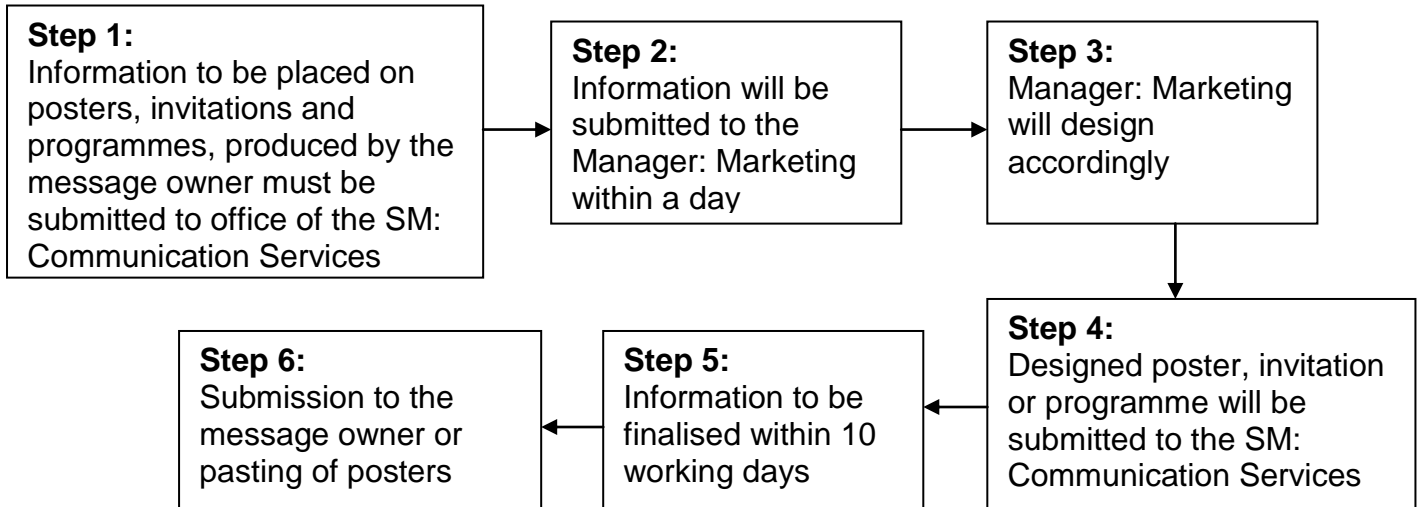 Step 1:
Information to be placed on
posters, invitations and
programmes, produced by the
message owner must be
submitted to office of the SM:
Communication Services
Step 2:
Information will be
submitted to the
Manager: Marketing
within a day
Step 3:
Manager: Marketing
will design
accordingly
Step 4:
Designed poster, invitation
or programme will be
submitted to the SM:
Communication Services
Step 5:
Information to be
finalised within 10
working days
Step 6:
Submission to the
message owner or
pasting of posters